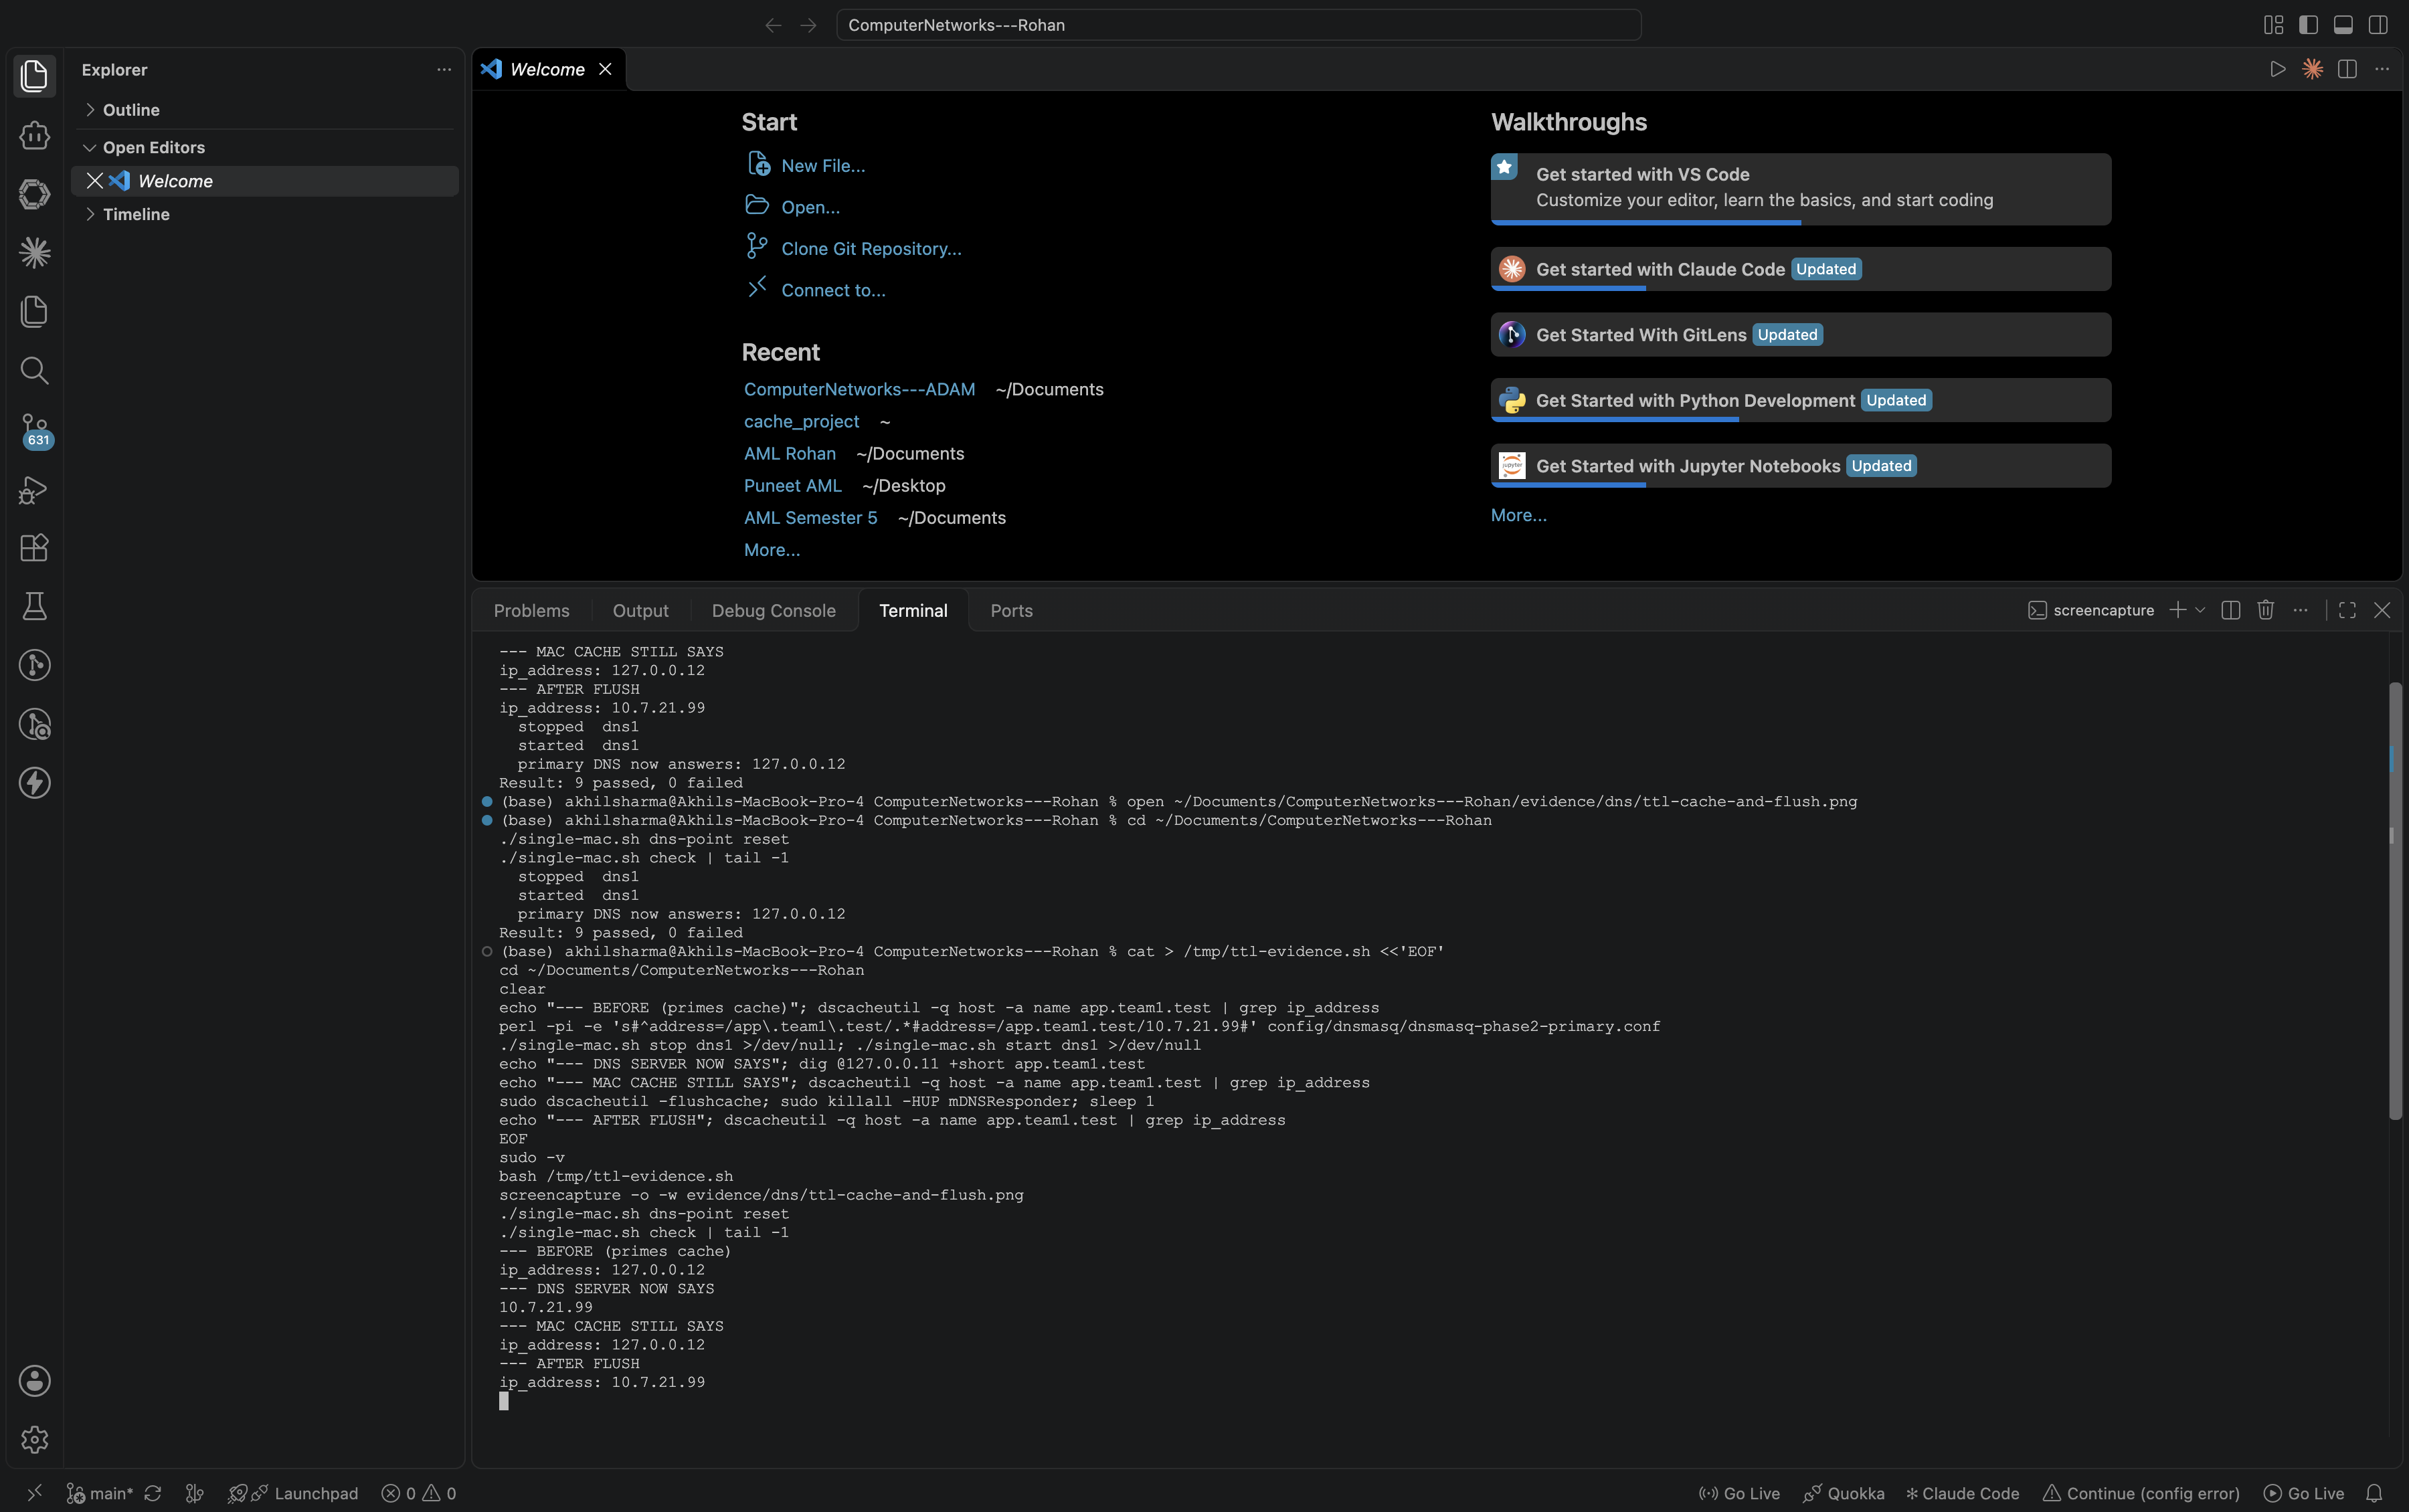 ComputerNetworks---Rohan
Explorer
Outline
Open Editors
Welcome
Timeline
631
Welcome
Start
New File...
Open...
Clone Git Repository...
Connect to...
Recent
ComputerNetworks---ADAM ~/Documents
cache_project ~
AML Rohan ~/Documents
Puneet AML ~/Desktop
AML Semester 5 ~/Documents
More...
Walkthroughs
Get started with VS Code
Customize your editor, learn the basics, and start coding
Get started with Claude Code Updated
Get Started With GitLens Updated
Get Started with Python Development Updated
jupyter
Get Started with Jupyter Notebooks Updated
More...
Problems Output Debug Console Terminal Ports
screencapture
--- MAC CACHE STILL SAYS
ip_address: 127.0.0.12
--- AFTER FLUSH
ip_address: 10.7.21.99
  stopped  dns1
  started  dns1
  primary DNS now answers: 127.0.0.12
Result: 9 passed, 0 failed
(base) akhilsharma@Akhils-MacBook-Pro-4 ComputerNetworks---Rohan % open ~/Documents/ComputerNetworks---Rohan/evidence/dns/ttl-cache-and-flush.png
(base) akhilsharma@Akhils-MacBook-Pro-4 ComputerNetworks---Rohan % cd ~/Documents/ComputerNetworks---Rohan
./single-mac.sh dns-point reset
./single-mac.sh check | tail -1
  stopped  dns1
  started  dns1
  primary DNS now answers: 127.0.0.12
Result: 9 passed, 0 failed
(base) akhilsharma@Akhils-MacBook-Pro-4 ComputerNetworks---Rohan % cat > /tmp/ttl-evidence.sh <<'EOF'
cd ~/Documents/ComputerNetworks---Rohan
clear
echo "--- BEFORE (primes cache)"; dscacheutil -q host -a name app.team1.test | grep ip_address
perl -pi -e 's#^address=/app\.team1\.test/.*#address=/app.team1.test/10.7.21.99#' config/dnsmasq/dnsmasq-phase2-primary.conf
./single-mac.sh stop dns1 >/dev/null; ./single-mac.sh start dns1 >/dev/null
echo "--- DNS SERVER NOW SAYS"; dig @127.0.0.11 +short app.team1.test
echo "--- MAC CACHE STILL SAYS"; dscacheutil -q host -a name app.team1.test | grep ip_address
sudo dscacheutil -flushcache; sudo killall -HUP mDNSResponder; sleep 1
echo "--- AFTER FLUSH"; dscacheutil -q host -a name app.team1.test | grep ip_address
EOF
sudo -v
bash /tmp/ttl-evidence.sh
screencapture -o -w evidence/dns/ttl-cache-and-flush.png
./single-mac.sh dns-point reset
./single-mac.sh check | tail -1
--- BEFORE (primes cache)
ip_address: 127.0.0.12
--- DNS SERVER NOW SAYS
10.7.21.99
--- MAC CACHE STILL SAYS
ip_address: 127.0.0.12
--- AFTER FLUSH
ip_address: 10.7.21.99
main* Launchpad 0 0 Go Live Quokka Claude Code Continue (config error) Go Live